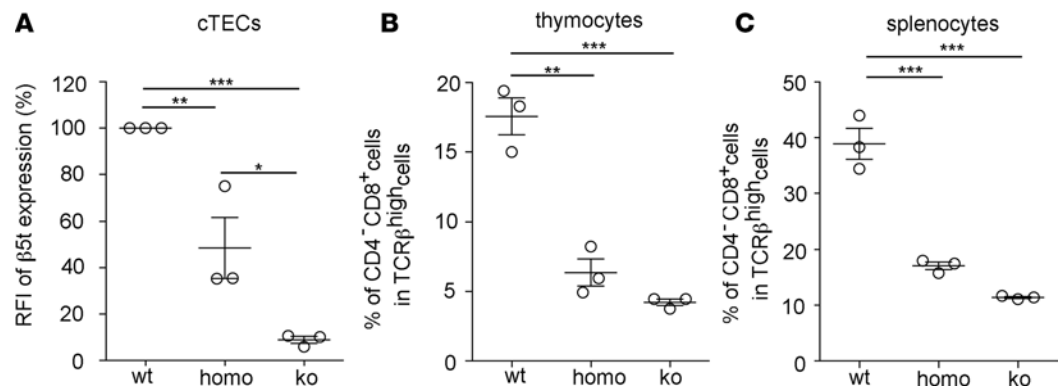 A
cTECs
RFI of β5t expression (%)
120
100
80
60
40
20
0
***
**
*
wt
homo
ko
B
thymocytes
% of CD4⁻CD8⁺cells
in TCRβʰⁱᵍʰcells
20
15
10
5
0
***
**
wt
homo
ko
C
splenocytes
% of CD4⁻CD8⁺cells
in TCRβʰⁱᵍʰcells
50
40
30
20
10
0
***
***
wt
homo
ko